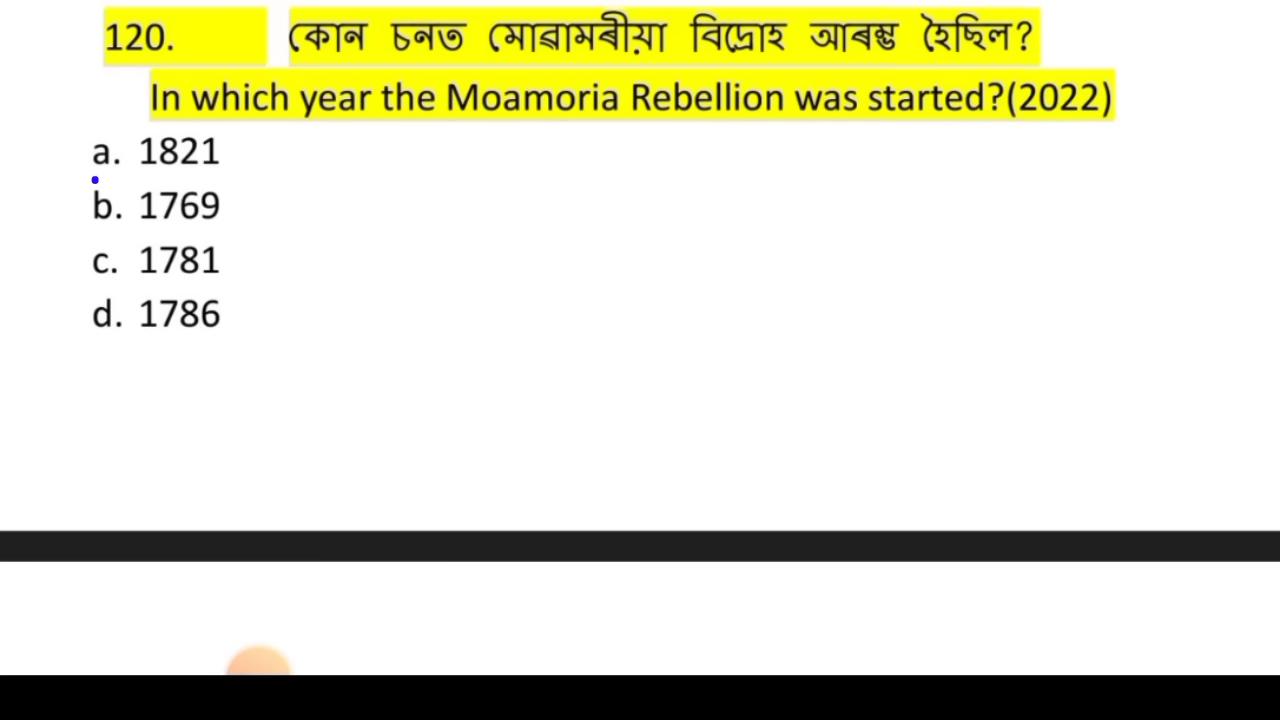 120. কোন চনত মোৱামৰীয়া বিদ্ৰোহ আৰম্ভ হৈছিল?
In which year the Moamoria Rebellion was started?(2022)
a. 1821
b. 1769
c. 1781
d. 1786